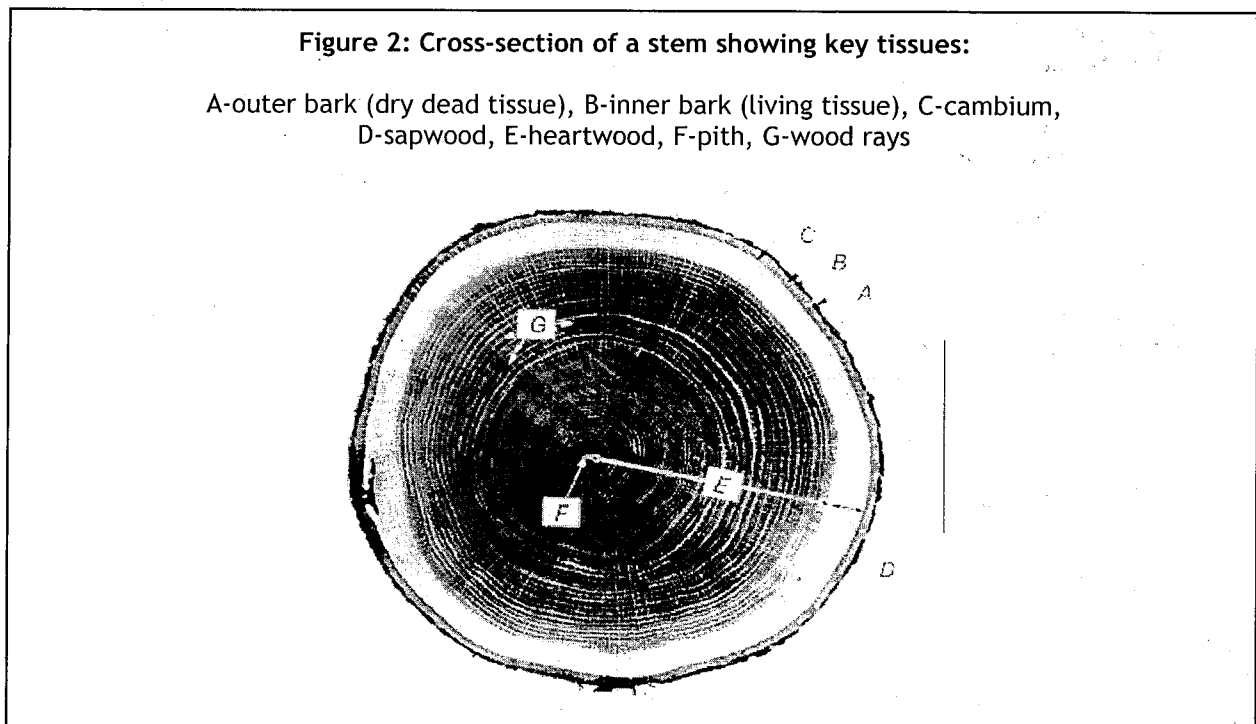 Figure 2: Cross-section of a stem showing key tissues:
A-outer bark (dry dead tissue), B-inner bark (living tissue), C-cambium,
D-sapwood, E-heartwood, F-pith, G-wood rays
C
B
A
G
E
F
D